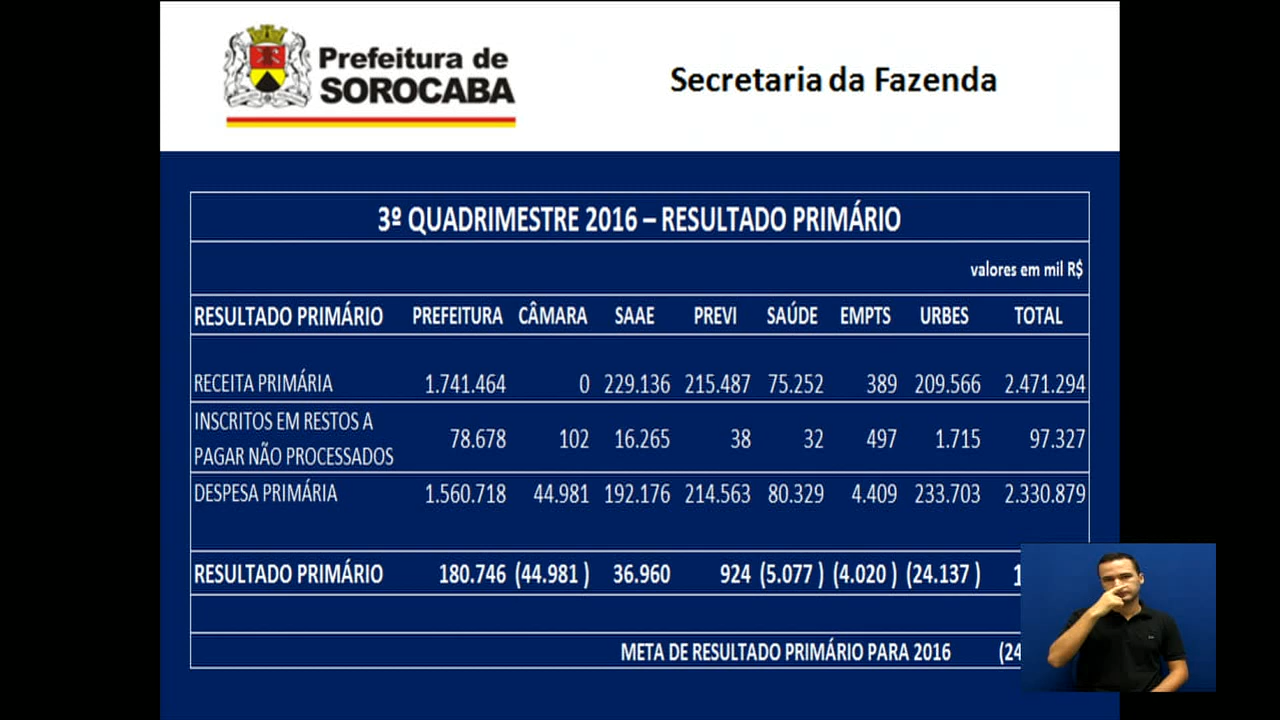 Prefeitura de
SOROCABA
Secretaria da Fazenda
3º QUADRIMESTRE 2016 – RESULTADO PRIMÁRIO
valores em mil R$
RESULTADO PRIMÁRIO PREFEITURA CÂMARA SAAE PREVI SAÚDE EMPTS URBES TOTAL
RECEITA PRIMÁRIA 1.741.464 0 229.136 215.487 75.252 389 209.566 2.471.294
INSCRITOS EM RESTOS A
PAGAR NÃO PROCESSADOS 78.678 102 16.265 38 32 497 1.715 97.327
DESPESA PRIMÁRIA 1.560.718 44.981 192.176 214.563 80.329 4.409 233.703 2.330.879
RESULTADO PRIMÁRIO 180.746 (44.981 ) 36.960 924 (5.077 ) (4.020 ) (24.137 )
META DE RESULTADO PRIMÁRIO PARA 2016